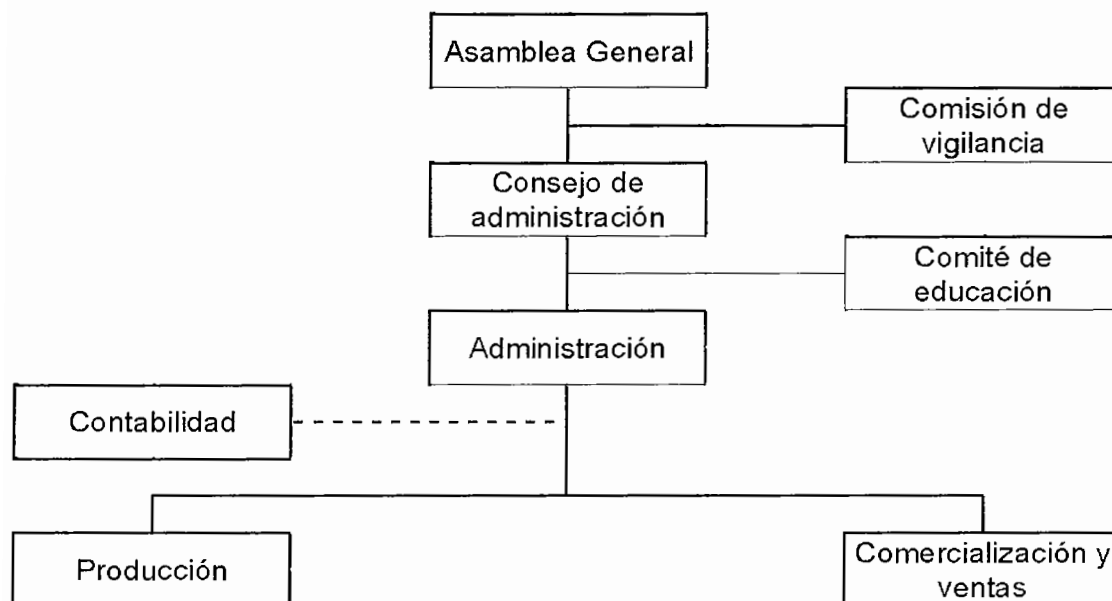 Asamblea General
Comisión de
vigilancia
Consejo de
administración
Comité de
educación
Administración
Contabilidad
Producción
Comercialización y
ventas